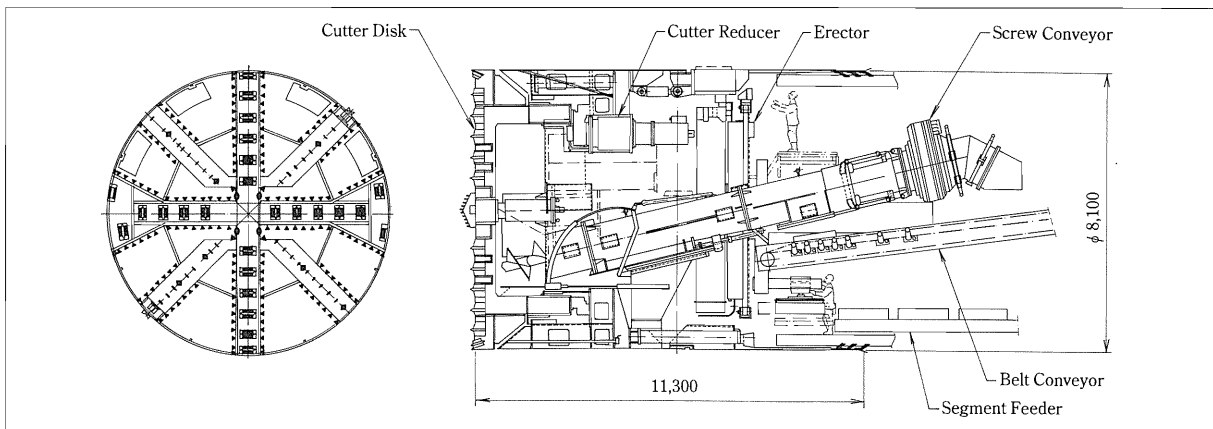 Cutter Disk
Cutter Reducer
Erector
Screw Conveyor
ϕ 8,100
11,300
Belt Conveyor
Segment Feeder